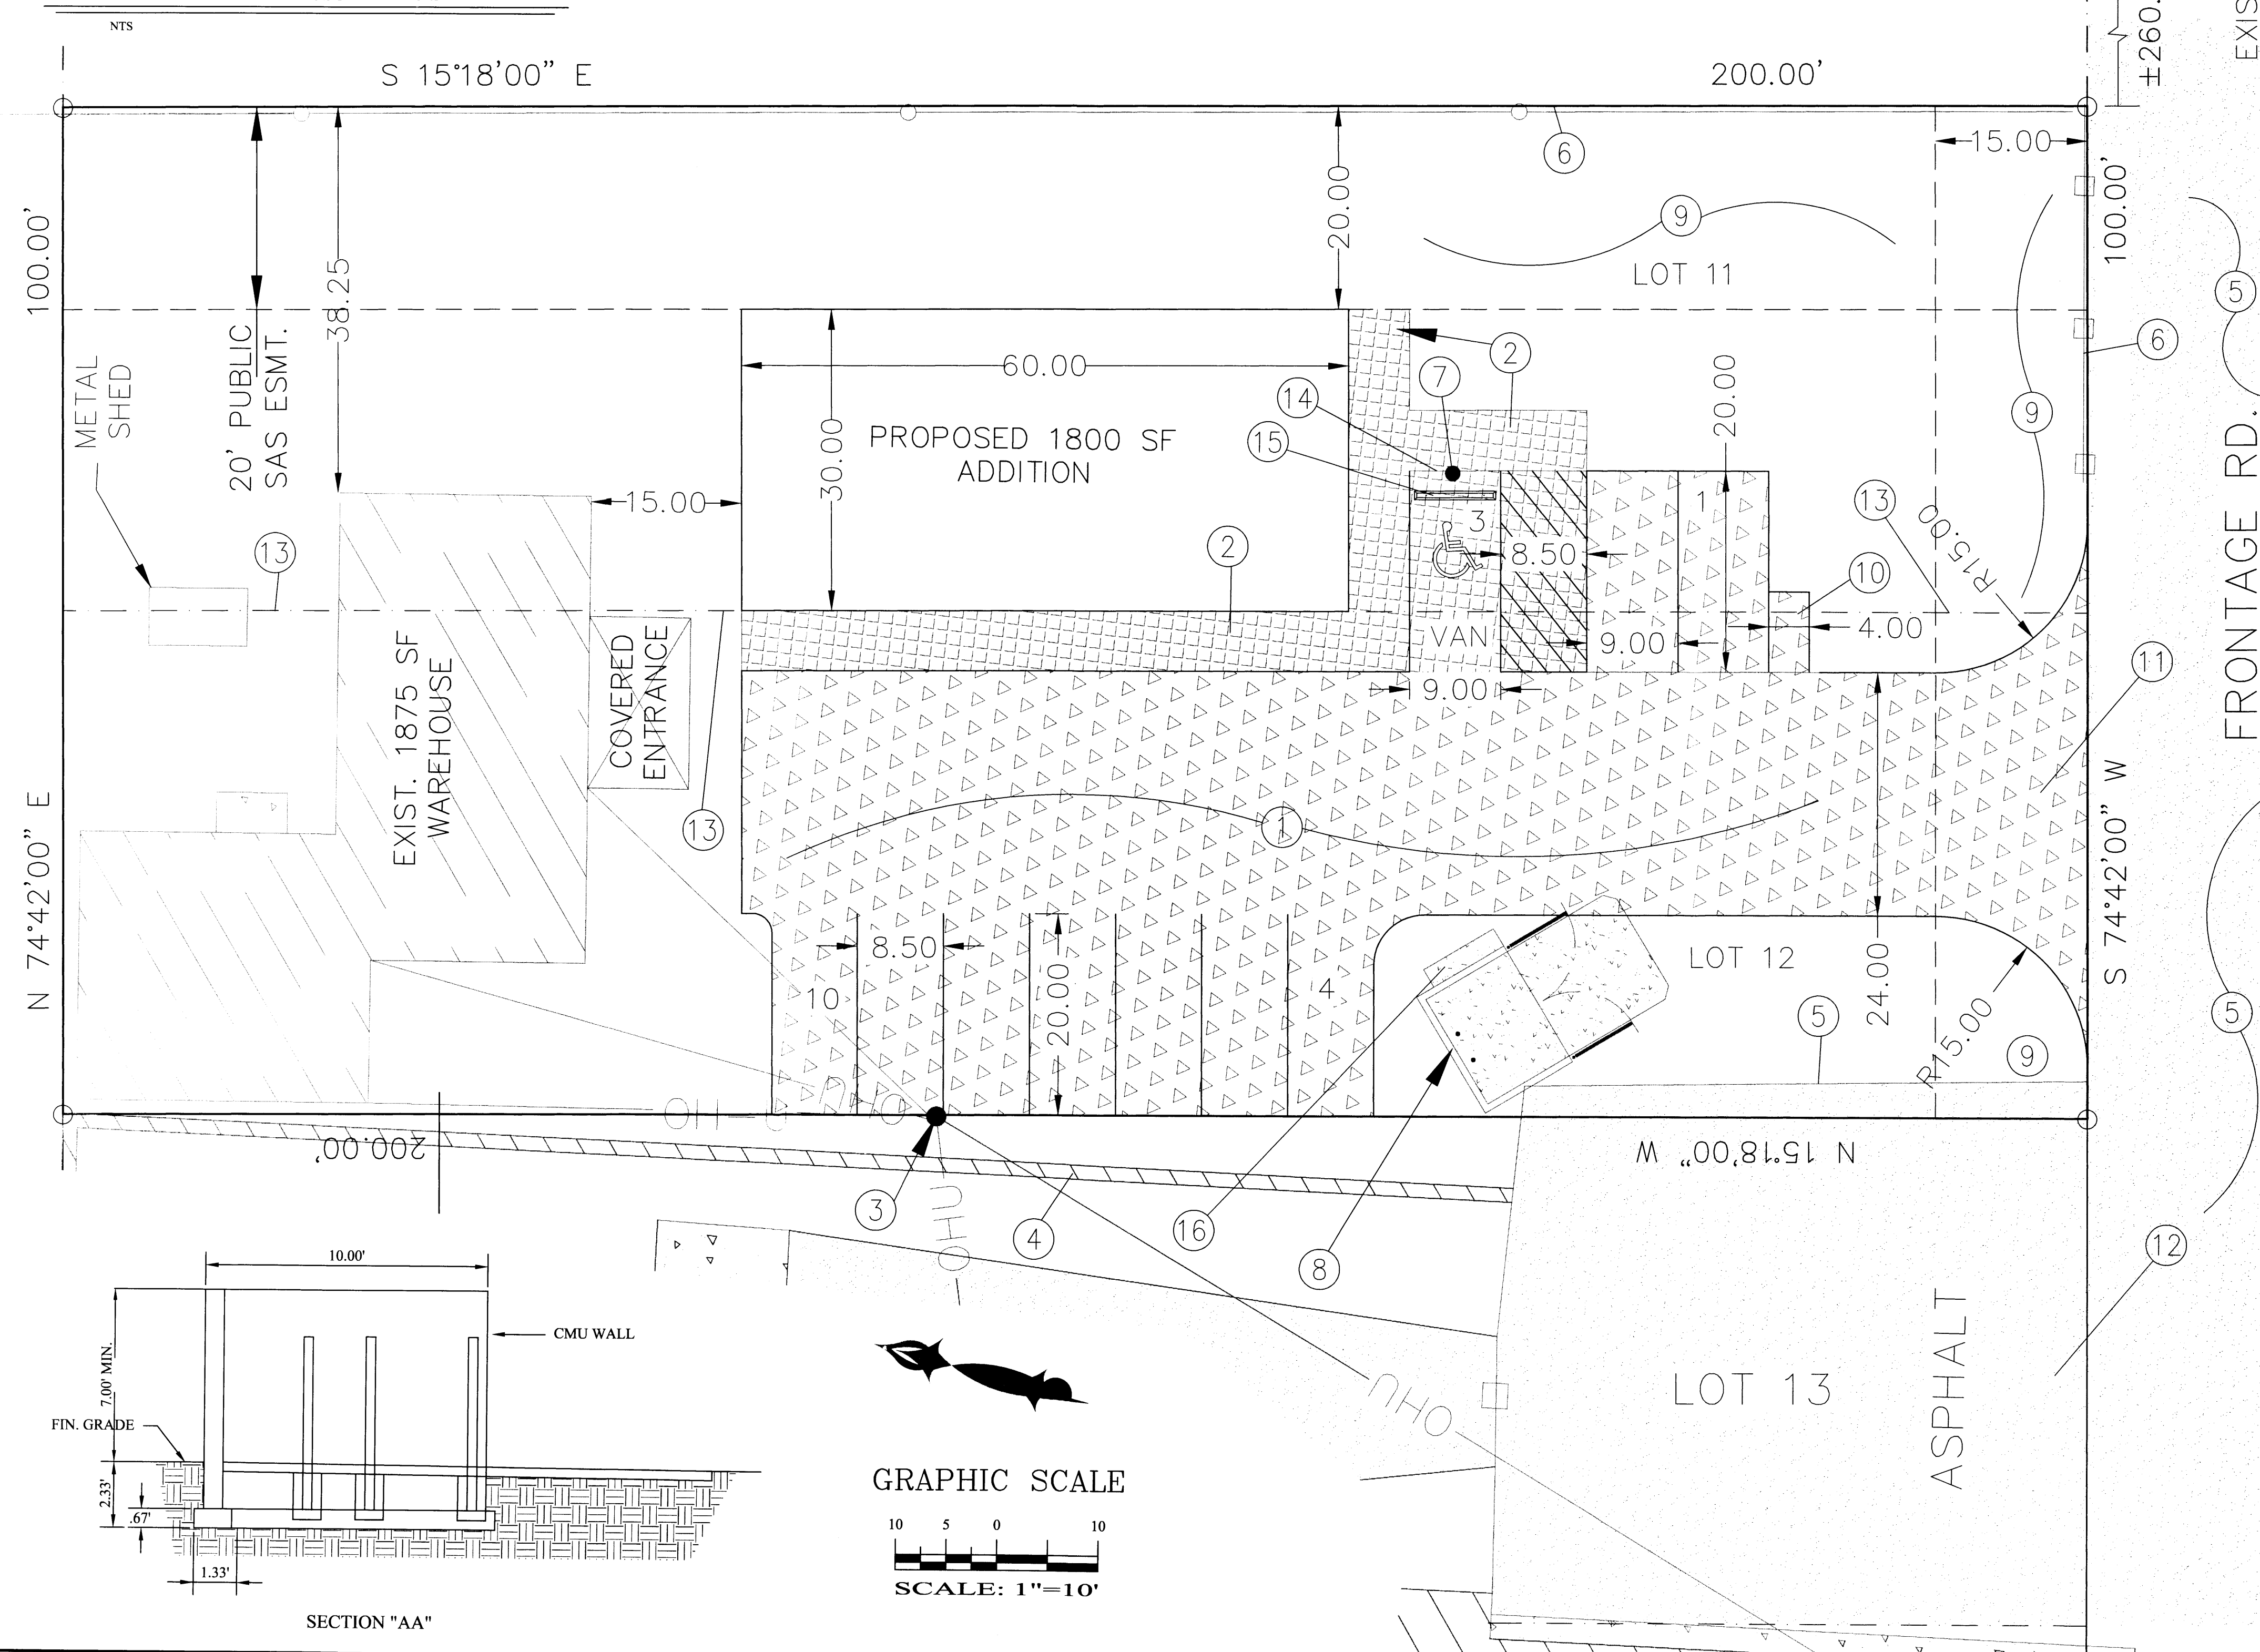 NTS
S 15°18'00" E
200.00'
±260.
EXIS
100.00'
20' PUBLIC
SAS ESMT.
38.25
20.00
6
15.00
100.00'
9
LOT 11
5
6
METAL
SHED
60.00
2
7
14
15
20.00
9
FRONTAGE RD.
PROPOSED 1800 SF
ADDITION
30.00
15.00
13
2
3
8.50
1
13
R15.00
10
VAN
9.00
4.00
9.00
11
EXIST. 1875 SF
WAREHOUSE
COVERED
ENTRANCE
13
1
N 74°42'00" E
S 74°42'00" W
8.50
10
20.00
4
LOT 12
24.00
5
R15.00
9
5
OHU
OHU
200.00'
N 15°18'00" W
3
OHU
4
16
8
12
10.00'
CMU WALL
7.00' MIN.
FIN. GRADE
2.33'
.67'
1.33'
SECTION "AA"
OHU
LOT 13
ASPHALT
GRAPHIC SCALE
10 5 0 10
SCALE: 1"=10'